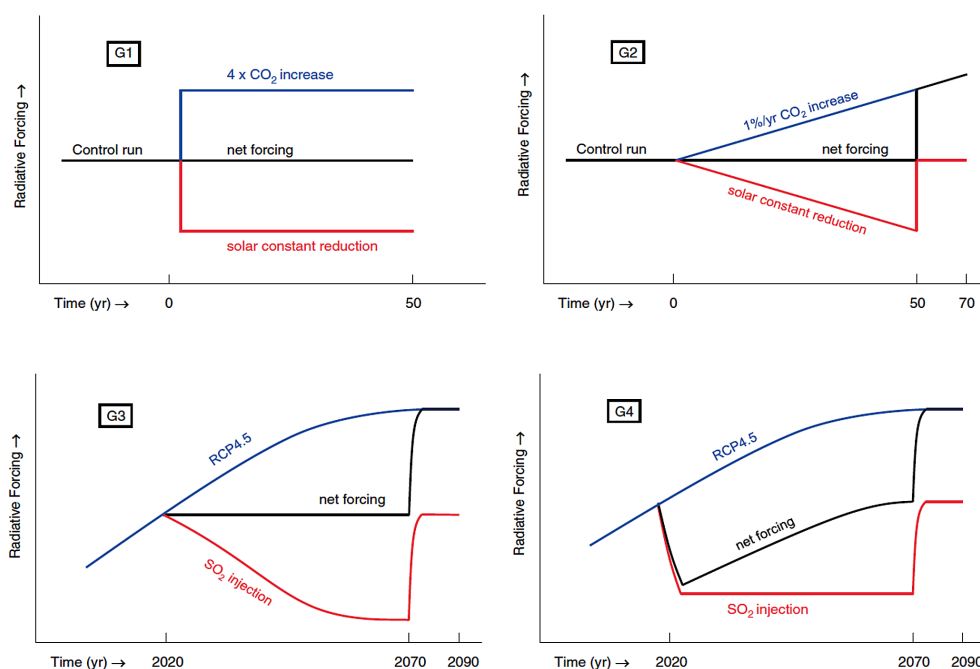 G1
4 x CO₂ increase
Control run
net forcing
solar constant reduction
Radiative Forcing →
Time (yr) →
0
50
G2
1%/yr CO₂ increase
Control run
net forcing
solar constant reduction
Radiative Forcing →
Time (yr) →
0
50
70
G3
RCP4.5
net forcing
SO₂ injection
Radiative Forcing →
Time (yr) →
2020
2070
2090
G4
RCP4.5
net forcing
SO₂ injection
Radiative Forcing →
Time (yr) →
2020
2070
2090